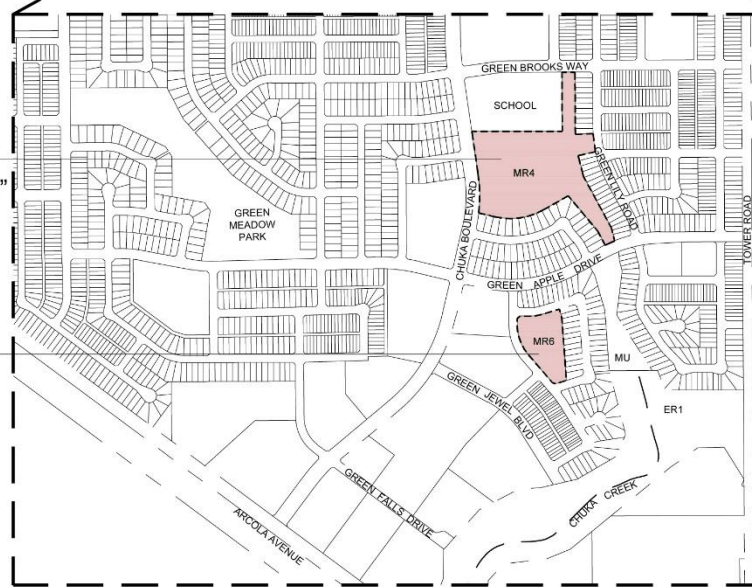 GREEN BROOKS WAY
SCHOOL
MR4
”
GREEN LILY ROAD
CHUKA BOULEVARD
GREEN
MEADOW
PARK
TOWER ROAD
GREEN APPLE DRIVE
MR6
MU
GREEN JEWEL BLVD
ER1
GREEN FALLS DRIVE
CHUKA CREEK
ARCOLA AVENUE